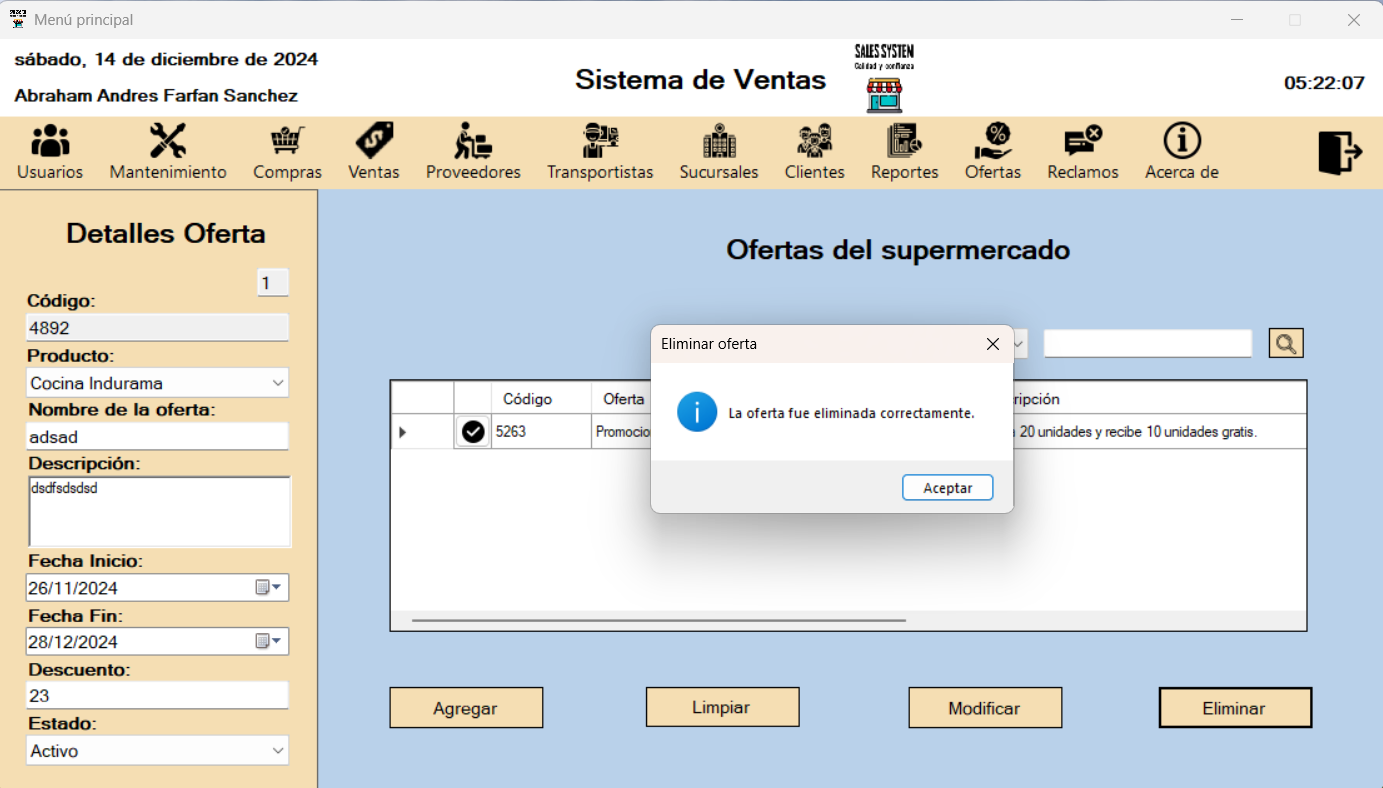 Menú principal
sábado, 14 de diciembre de 2024
Abraham Andres Farfan Sanchez
Sistema de Ventas
SALES SYSTEN
Calidad y confianza
05:22:07
Usuarios
Mantenimiento
Compras
Ventas
Proveedores
Transportistas
Sucursales
Clientes
Reportes
Ofertas
Reclamos
Acerca de
Detalles Oferta
1
Código:
4892
Producto:
Cocina Indurama
Nombre de la oferta:
adsad
Descripción:
dsdfsdsdsd
Fecha Inicio:
26/11/2024
Fecha Fin:
28/12/2024
Descuento:
23
Estado:
Activo
Ofertas del supermercado
Código Oferta ripción
5263 Promocio 20 unidades y recibe 10 unidades gratis.
Eliminar oferta
La oferta fue eliminada correctamente.
Aceptar
Agregar
Limpiar
Modificar
Eliminar